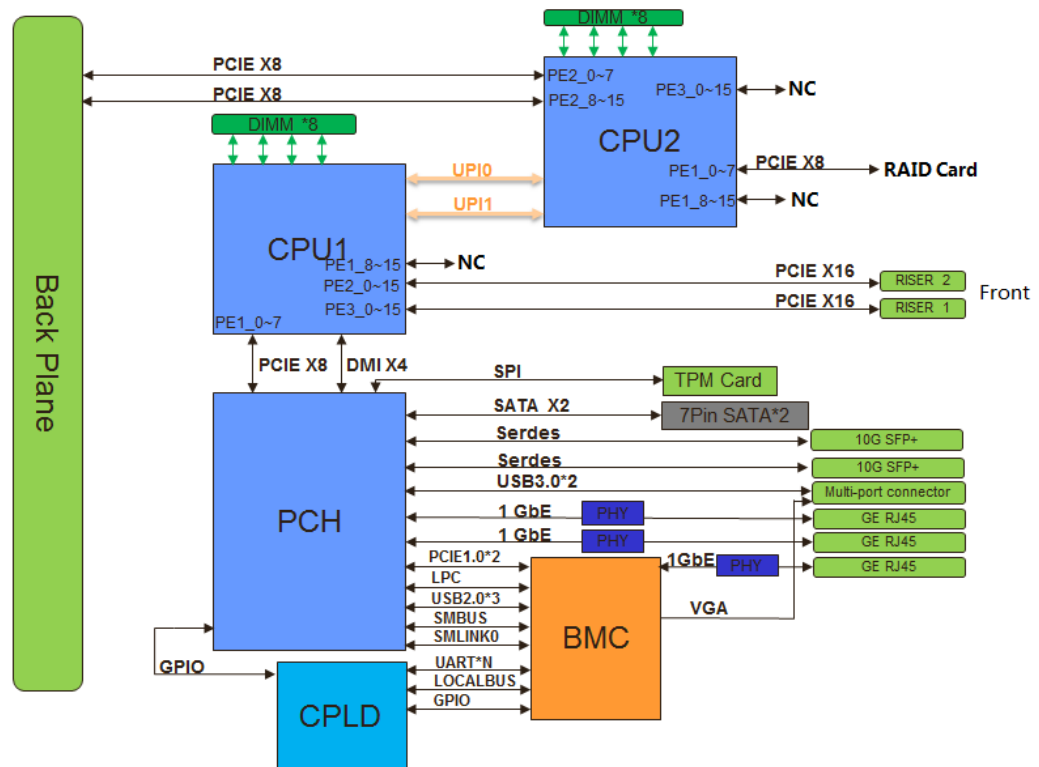 DIMM *8
PCIE X8
PE2_0~7
PE3_0~15
NC
PCIE X8
PE2_8~15
DIMM *8
CPU2
UPI0
PE1_0~7
PCIE X8
RAID Card
UPI1
PE1_8~15
NC
CPU1
PE1_8~15
NC
PE2_0~15
PCIE X16
RISER 2
Front
PE3_0~15
PCIE X16
RISER 1
PE1_0~7
Back Plane
PCIE X8
DMI X4
SPI
TPM Card
SATA X2
7Pin SATA*2
Serdes
10G SFP+
Serdes
10G SFP+
USB3.0*2
Multi-port connector
PCH
1 GbE
PHY
GE RJ45
1 GbE
PHY
GE RJ45
PCIE1.0*2
1GbE
PHY
GE RJ45
LPC
USB2.0*3
VGA
SMBUS
BMC
SMLINK0
GPIO
UART*N
LOCALBUS
GPIO
CPLD